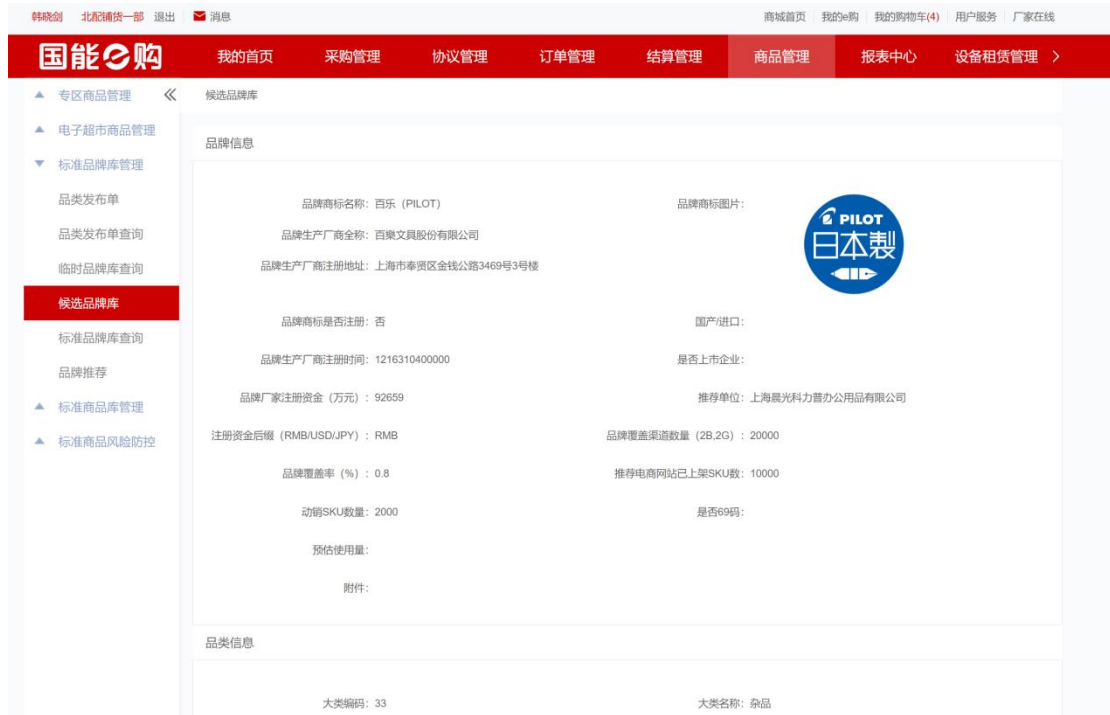 韩晓剑 北配铺货一部 退出 消息 商城首页 我的e购 我的购物车(4) 用户服务 厂家在线
国能e购 我的首页 采购管理 协议管理 订单管理 结算管理 商品管理 报表中心 设备租赁管理
专区商品管理
电子超市商品管理
标准品牌库管理
品类发布单
品类发布单查询
临时品牌库查询
候选品牌库
标准品牌库查询
品牌推荐
标准商品库管理
标准商品风险防控
候选品牌库
品牌信息
品牌商标名称: 百乐（PILOT） 品牌商标图片:
PILOT
日本製
品牌生产厂商全称: 百樂文具股份有限公司
品牌生产厂商注册地址: 上海市奉贤区金钱公路3469号3号楼
品牌商标是否注册: 否 国产/进口:
品牌生产厂商注册时间: 1216310400000 是否上市企业:
品牌厂家注册资金（万元）: 92659 推荐单位: 上海晨光科力普办公用品有限公司
注册资金后缀（RMB/USD/JPY）: RMB 品牌覆盖渠道数量（2B,2G）: 20000
品牌覆盖率（%）: 0.8 推荐电商网站已上架SKU数: 10000
动销SKU数量: 2000 是否69码:
预估使用量:
附件:
品类信息
大类编码: 33 大类名称: 杂品